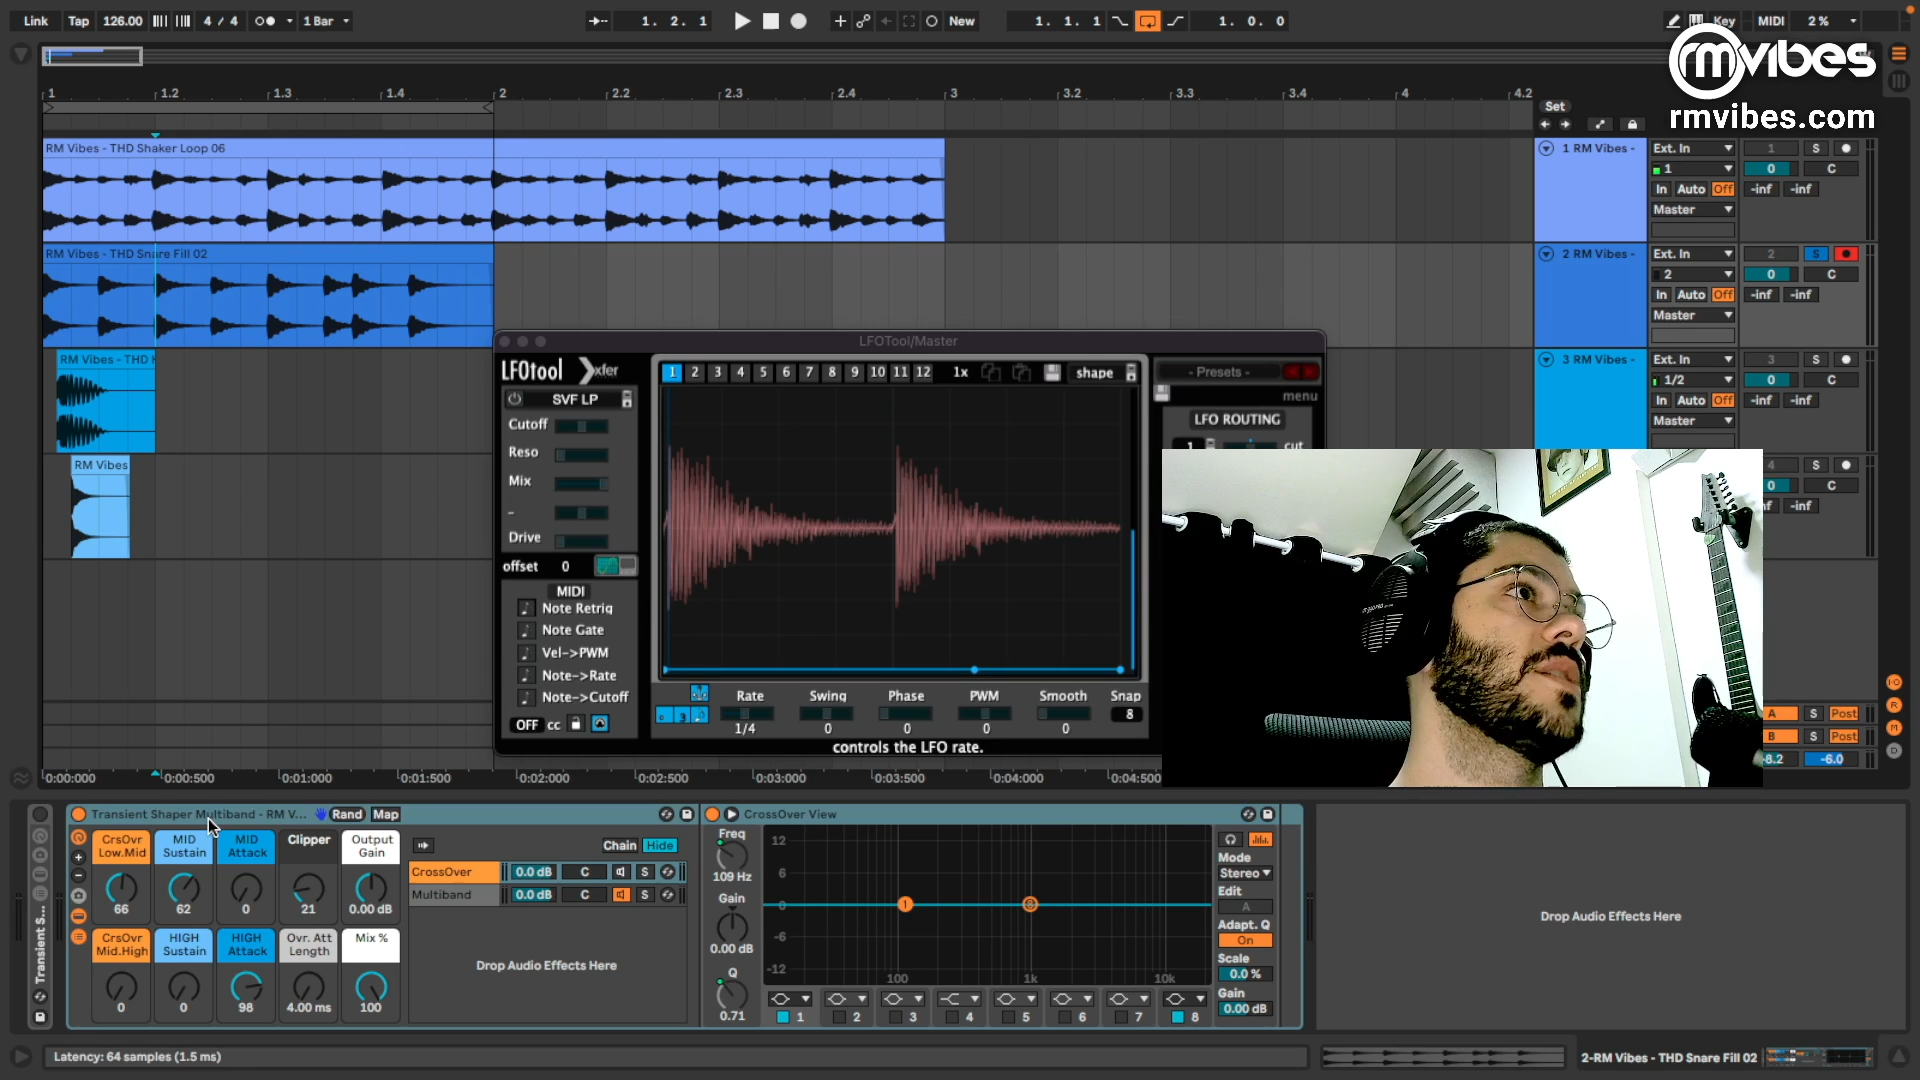 Link Tap 126.00 4 / 4 1 Bar
1. 2. 1
New
1. 1. 1
1. 0. 0
Key MIDI 2 %
rmvibes
rmvibes.com
1 1.2 1.3 1.4 2 2.2 2.3 2.4 3 3.2 3.3 3.4 4 4.2
Set
RM Vibes - THD Shaker Loop 06
1 RM Vibes -
Ext. In
1 S
1
0 C
In Auto Off -inf -inf
Master
RM Vibes - THD Snare Fill 02
2 RM Vibes -
Ext. In
2 S
2
0 C
In Auto Off -inf -inf
Master
RM Vibes - THD
3 RM Vibes -
Ext. In
3 S
1/2
0 C
In Auto Off -inf -inf
Master
RM Vibes
4 S
0 C
-inf
LFOTool/Master
LFOtool xfer
1 2 3 4 5 6 7 8 9 10 11 12 1x shape
- Presets -
menu
SVF LP
LFO ROUTING
1 cut
Cutoff
Reso
Mix
-
Drive
offset 0
MIDI
Note Retrig
Note Gate
Vel->PWM
Note->Rate
Note->Cutoff
OFF cc
Rate Swing Phase PWM Smooth Snap
1/4 0 0 0 0 8
controls the LFO rate.
A S Post
B S Post
-8.2 -6.0
0:00:000 0:00:500 0:01:000 0:01:500 0:02:000 0:02:500 0:03:000 0:03:500 0:04:000 0:04:500
Transient Shaper Multiband - RM V... Rand Map
CrsOvr Low.Mid
MID Sustain
MID Attack
Clipper
Output Gain
66 62 0 21 0.00 dB
CrsOvr Mid.High
HIGH Sustain
HIGH Attack
Ovr. Att Length
Mix %
0 0 98 4.00 ms 100
Transient S...
Chain Hide
CrossOver 0.0 dB C S
Multiband 0.0 dB C S
Drop Audio Effects Here
CrossOver View
Freq
109 Hz
Gain
0.00 dB
Q
0.71
12
6
0
-6
-12
1 8
100 1k 10k
1 2 3 4 5 6 7 8
Mode
Stereo
Edit
A
Adapt. Q
On
Scale
0.0 %
Gain
0.00 dB
Drop Audio Effects Here
Latency: 64 samples (1.5 ms)
2-RM Vibes - THD Snare Fill 02